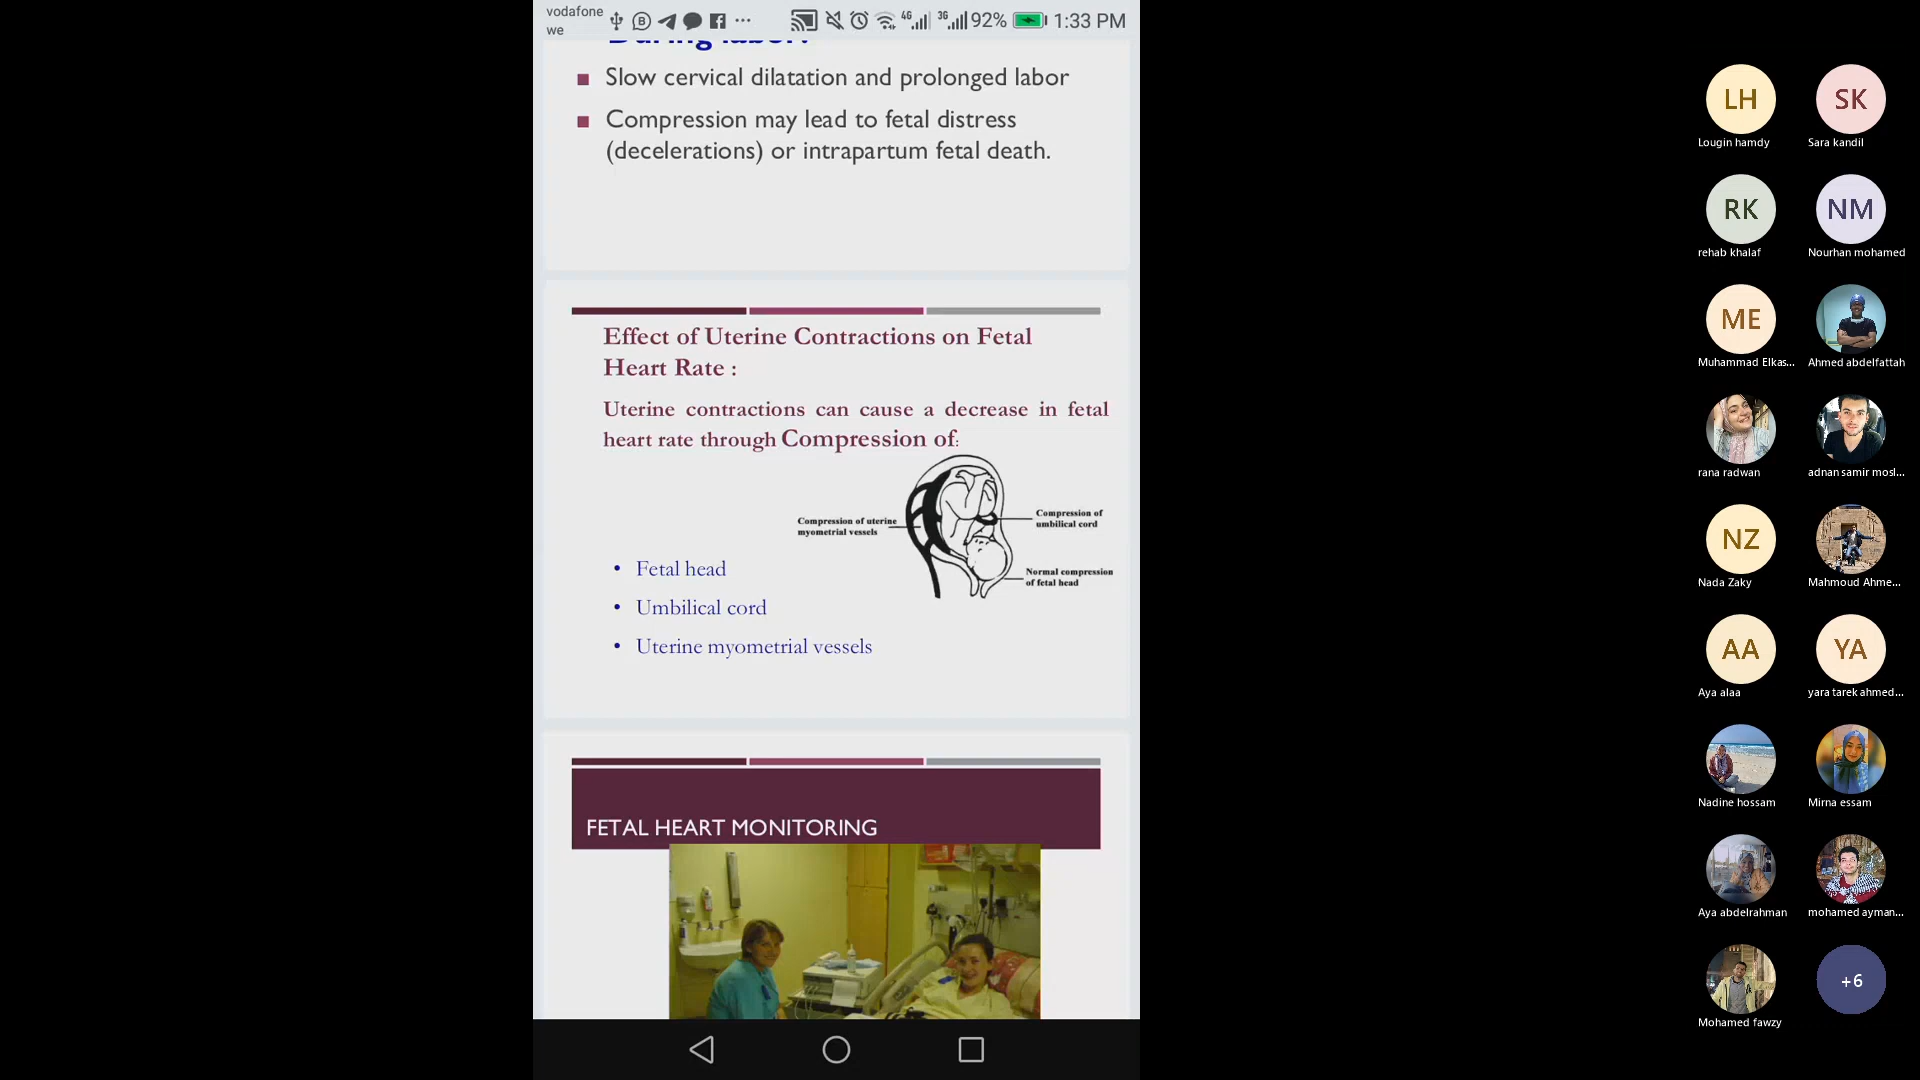 vodafone
we
4G
3G
92%
1:33 PM
During labor:
Slow cervical dilatation and prolonged labor
Compression may lead to fetal distress
(decelerations) or intrapartum fetal death.
Effect of Uterine Contractions on Fetal
Heart Rate :
Uterine contractions can cause a decrease in fetal
heart rate through Compression of:
Compression of uterine
myometrial vessels
Compression of
umbilical cord
Normal compression
of fetal head
• Fetal head
• Umbilical cord
• Uterine myometrial vessels
FETAL HEART MONITORING
LH
Lougin hamdy
SK
Sara kandil
RK
rehab khalaf
NM
Nourhan mohamed
ME
Muhammad Elkas...
Ahmed abdelfattah
rana radwan
adnan samir mosl...
NZ
Nada Zaky
Mahmoud Ahme...
AA
Aya alaa
YA
yara tarek ahmed...
Nadine hossam
Mirna essam
Aya abdelrahman
mohamed ayman...
Mohamed fawzy
+6